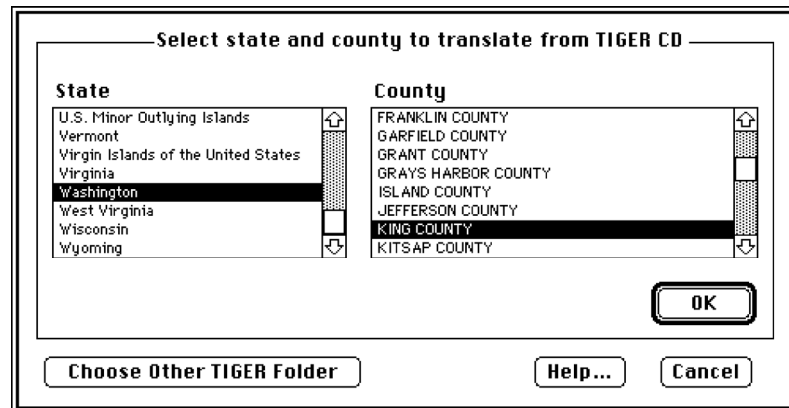 Select state and county to translate from TIGER CD
State
U.S. Minor Outlying Islands
Vermont
Virgin Islands of the United States
Virginia
Washington
West Virginia
Wisconsin
Wyoming
County
FRANKLIN COUNTY
GARFIELD COUNTY
GRANT COUNTY
GRAYS HARBOR COUNTY
ISLAND COUNTY
JEFFERSON COUNTY
KING COUNTY
KITSAP COUNTY
OK
Choose Other TIGER Folder
Help...
Cancel